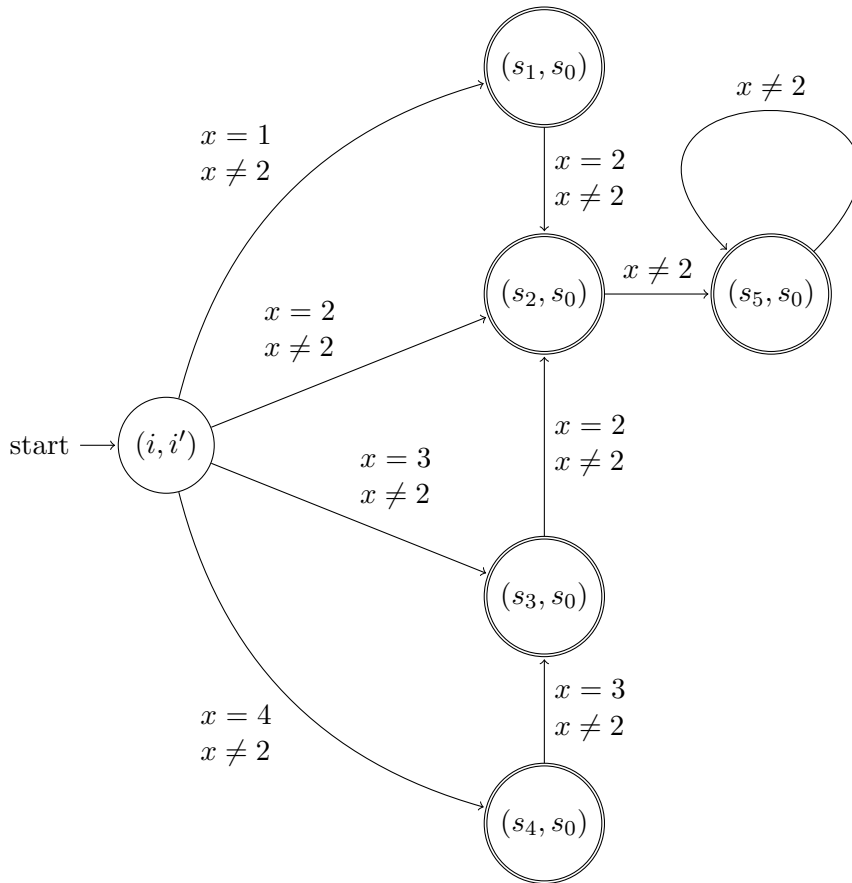 (s₁, s₀)
x ≠ 2
x = 1
x ≠ 2
x = 2
x ≠ 2
(s₂, s₀)
x ≠ 2
(s₅, s₀)
x = 2
x ≠ 2
start
(i, i′)
x = 3
x ≠ 2
x = 2
x ≠ 2
(s₃, s₀)
x = 4
x ≠ 2
x = 3
x ≠ 2
(s₄, s₀)